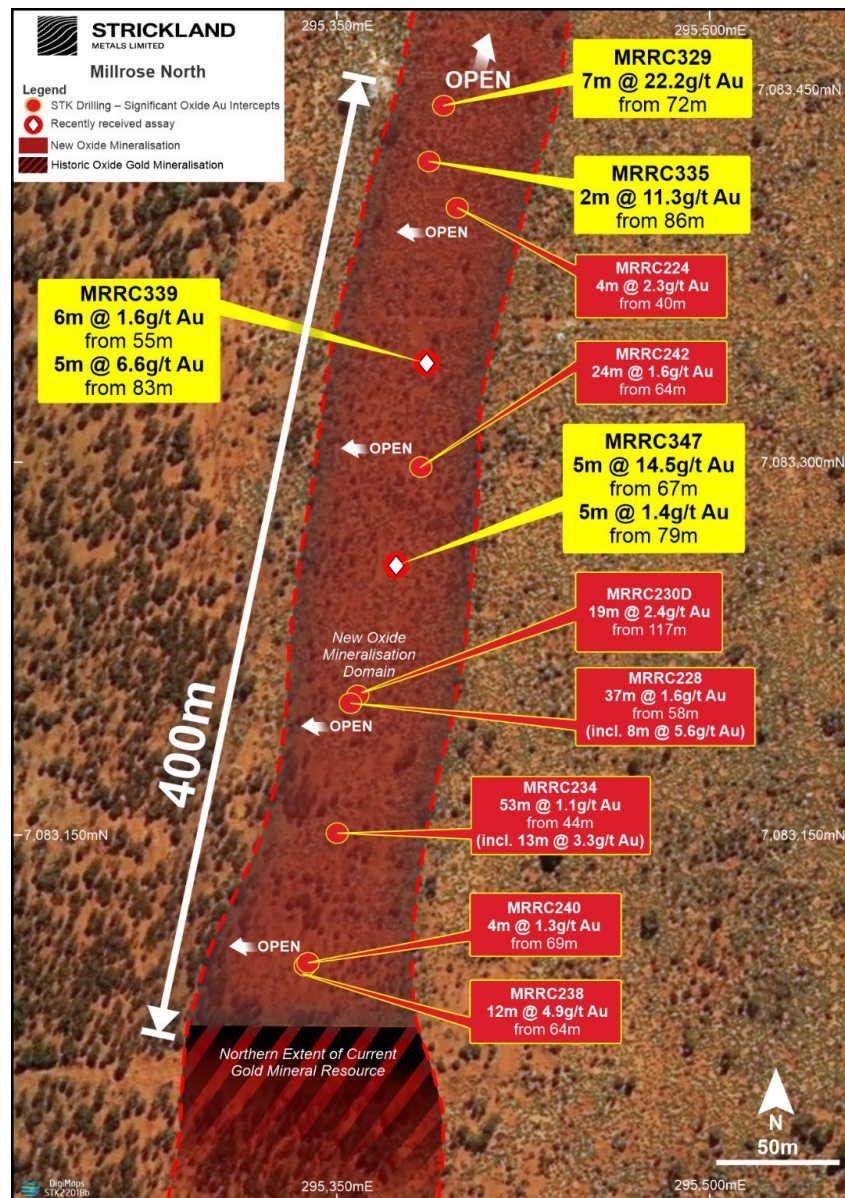 STRICKLAND
METALS LIMITED
Millrose North
Legend
STK Drilling – Significant Oxide Au Intercepts
Recently received assay
New Oxide Mineralisation
Historic Oxide Gold Mineralisation
295,350mE
295,500mE
OPEN
MRRC329
7m @ 22.2g/t Au
from 72m
7,083,450mN
MRRC335
2m @ 11.3g/t Au
from 86m
OPEN
MRRC224
4m @ 2.3g/t Au
from 40m
MRRC339
6m @ 1.6g/t Au
from 55m
5m @ 6.6g/t Au
from 83m
MRRC242
24m @ 1.6g/t Au
from 64m
OPEN
MRRC347
5m @ 14.5g/t Au
from 67m
5m @ 1.4g/t Au
from 79m
7,083,300mN
MRRC230D
19m @ 2.4g/t Au
from 117m
New Oxide
Mineralisation
Domain
MRRC228
37m @ 1.6g/t Au
from 58m
(incl. 8m @ 5.6g/t Au)
OPEN
400m
MRRC234
53m @ 1.1g/t Au
from 44m
(incl. 13m @ 3.3g/t Au)
7,083,150mN
7,083,150mN
MRRC240
4m @ 1.3g/t Au
from 69m
OPEN
MRRC238
12m @ 4.9g/t Au
from 64m
Northern Extent of Current
Gold Mineral Resource
N
50m
DigiMaps
STK22018b
295,350mE
295,500mE